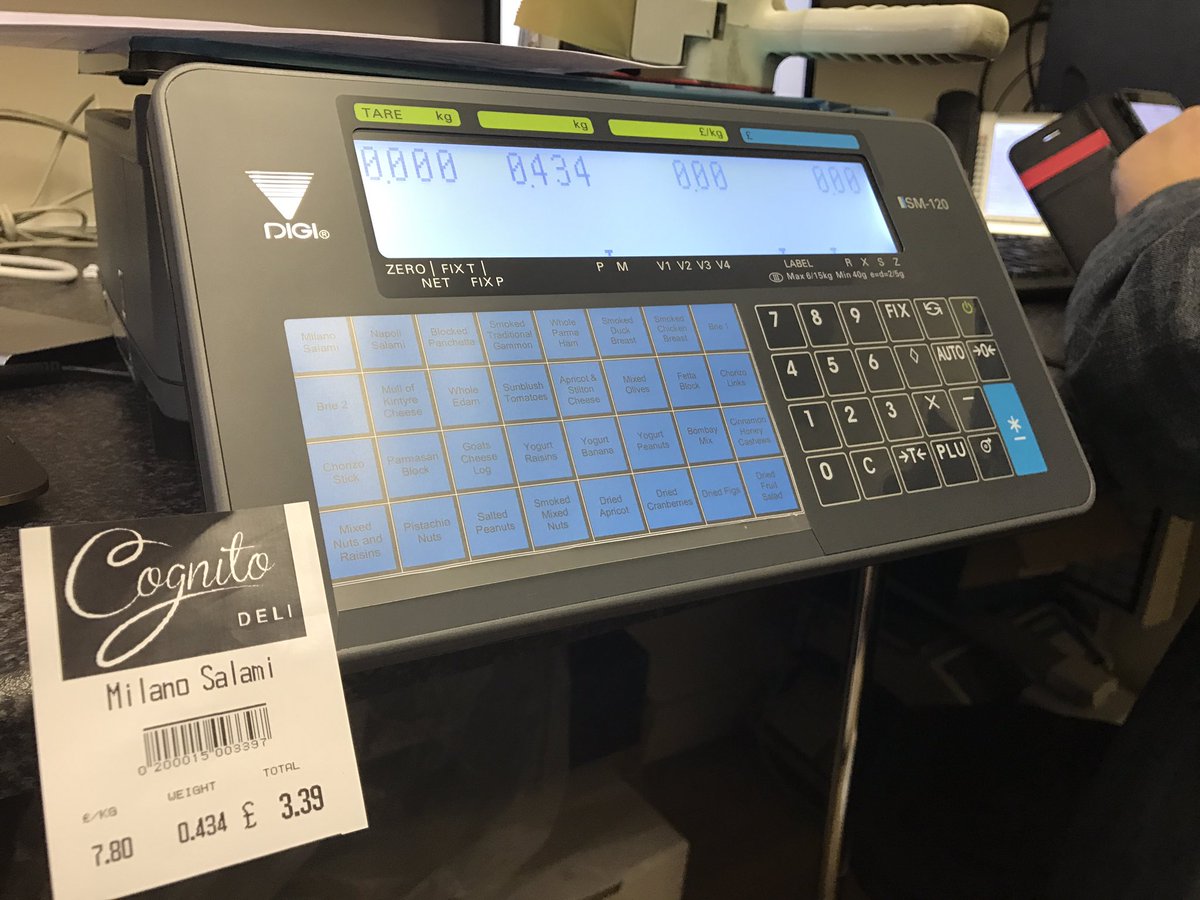 TARE kg
kg
£/kg
£
0.000 0.434 0.00 0.00
DIGI®
SM-120
ZERO | FIX T |
NET FIX P
P M V1 V2 V3 V4
LABEL R X S Z
Max 6/15kg Min 40g e=d=2/5g
Milano Salami
Napoli Salami
Blocked Panchetta
Smoked Traditional Gammon
Whole Parma Ham
Smoked Duck Breast
Smoked Chicken Breast
Brie 1
Brie 2
Mull of Kintyre Cheese
Whole Edam
Sunblush Tomatoes
Apricot & Stilton Cheese
Mixed Olives
Fetta Block
Chorizo Links
Chorizo Stick
Parmasan Block
Goats Cheese Log
Yogurt Raisins
Yogurt Banana
Yogurt Peanuts
Bombay Mix
Cinnamon Honey Cashews
Mixed Nuts and Raisins
Pistachio Nuts
Salted Peanuts
Smoked Mixed Nuts
Dried Apricot
Dried Cranberries
Dried Figs
Dried Fruit Salad
7 8 9 FIX
4 5 6 ◊ AUTO →0←
1 2 3 X −
0 C →T← PLU
*
Cognito
DELI
Milano Salami
0 200015 003397
£/KG WEIGHT TOTAL
7.80 0.434 £ 3.39